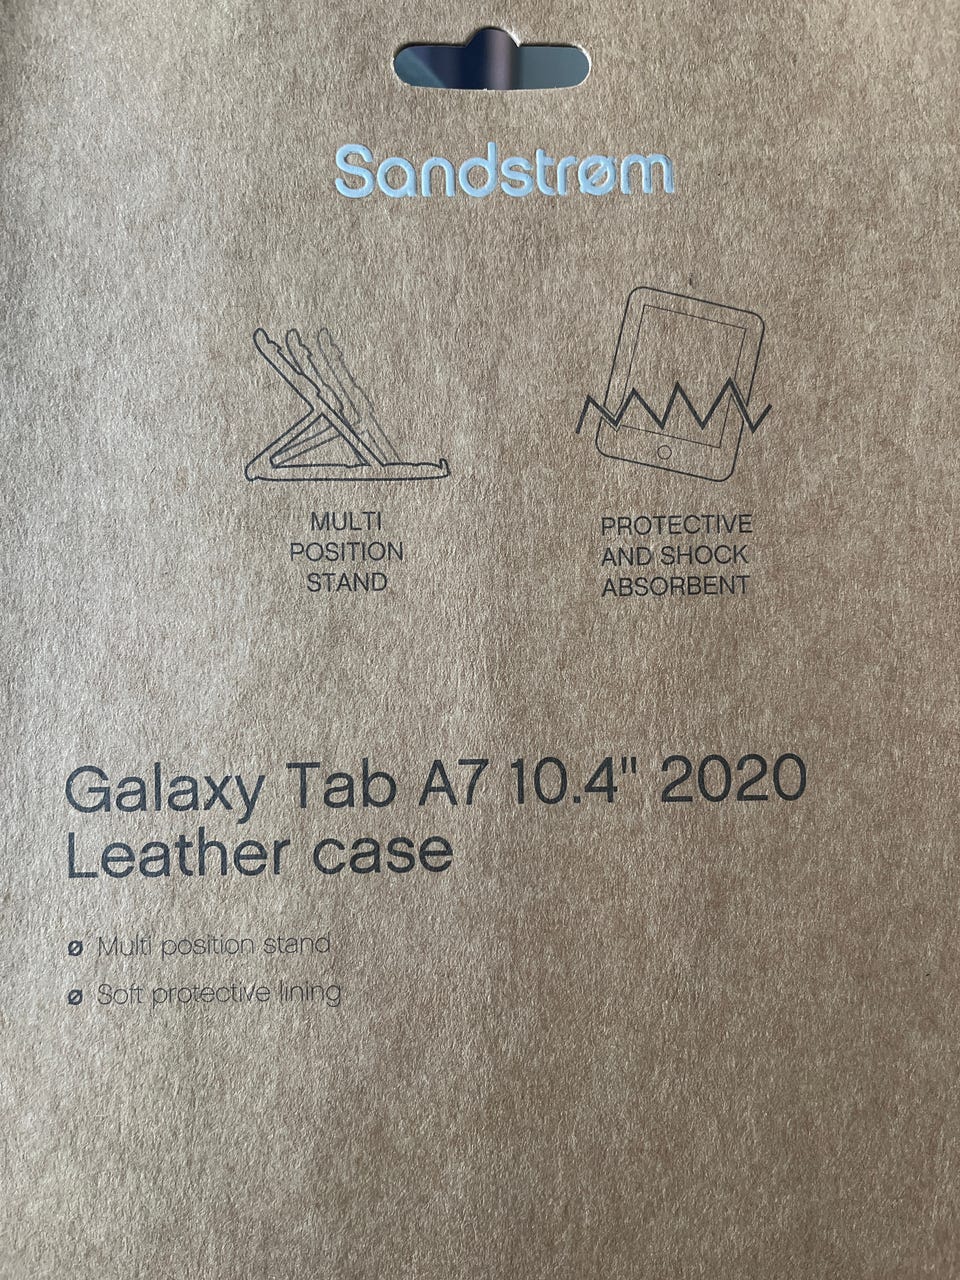 Sandstrøm
MULTI
POSITION
STAND
PROTECTIVE
AND SHOCK
ABSORBENT
Galaxy Tab A7 10.4" 2020
Leather case
ø Multi position stand
ø Soft protective lining